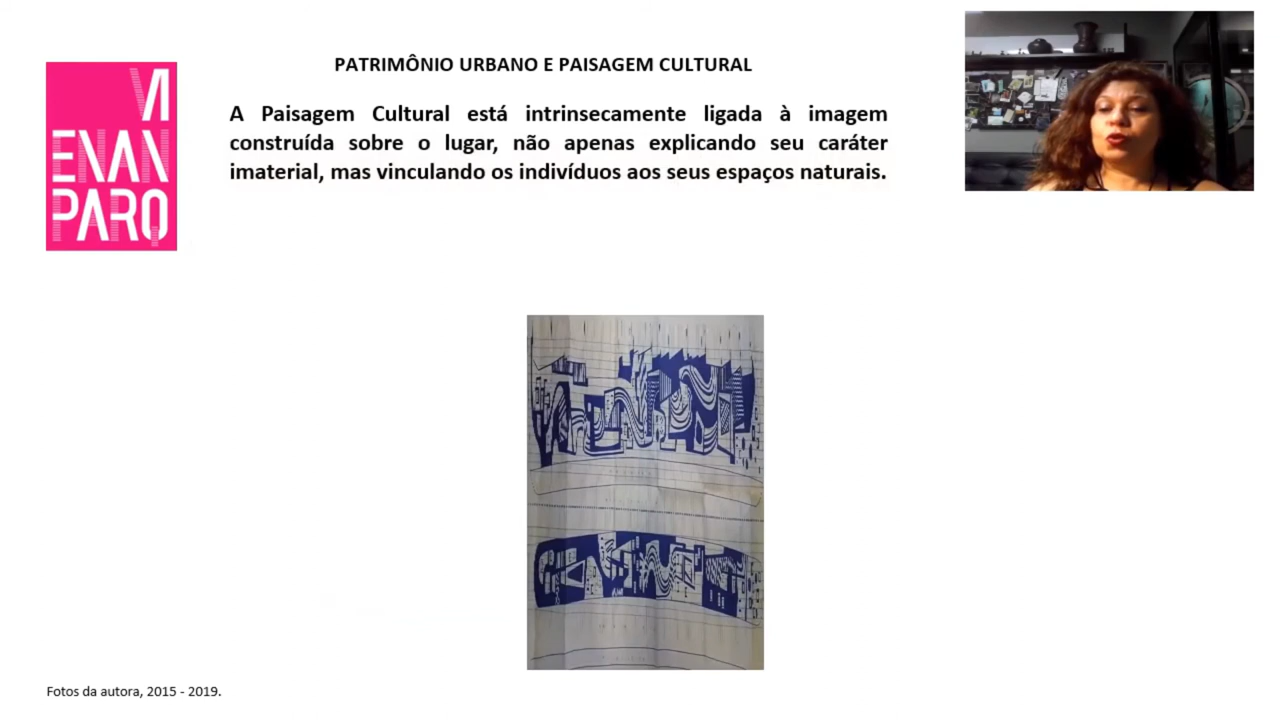 PATRIMÔNIO URBANO E PAISAGEM CULTURAL
A Paisagem Cultural está intrinsecamente ligada à imagem
construída sobre o lugar, não apenas explicando seu caráter
imaterial, mas vinculando os indivíduos aos seus espaços naturais.
VI
ENAN
PARQ
Fotos da autora, 2015 - 2019.